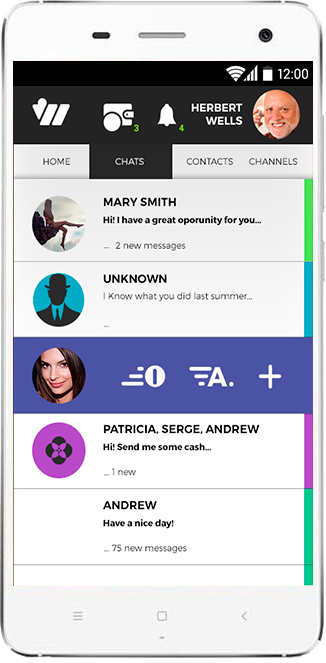 12:00
HERBERT
WELLS
3
4
HOME CHATS CONTACTS CHANNELS
MARY SMITH
Hi! I have a great oporunity for you...
... 2 new messages
UNKNOWN
I Know what you did last summer...
...
A.
PATRICIA, SERGE, ANDREW
Hi! Send me some cash...
... 1 new
ANDREW
Have a nice day!
... 75 new messages